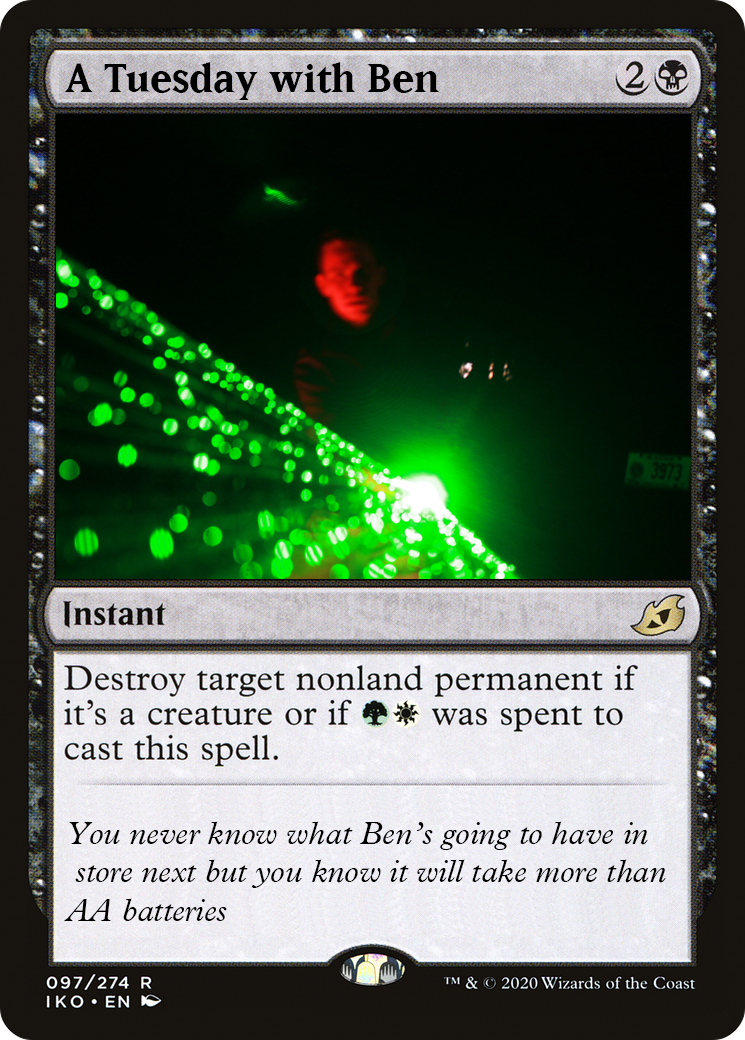 A Tuesday with Ben 2
3973
Instant
Destroy target nonland permanent if
it's a creature or if was spent to
cast this spell.
You never know what Ben's going to have in
store next but you know it will take more than
AA batteries
097/274 R
IKO • EN
™ & © 2020 Wizards of the Coast